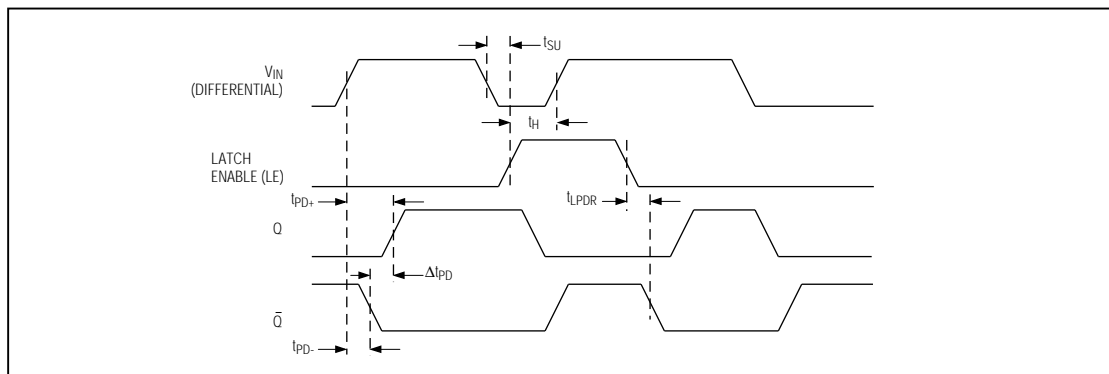 tSU
VIN
(DIFFERENTIAL)
tH
LATCH
ENABLE (LE)
tPD+
tLPDR
Q
ΔtPD
Q̅
tPD-